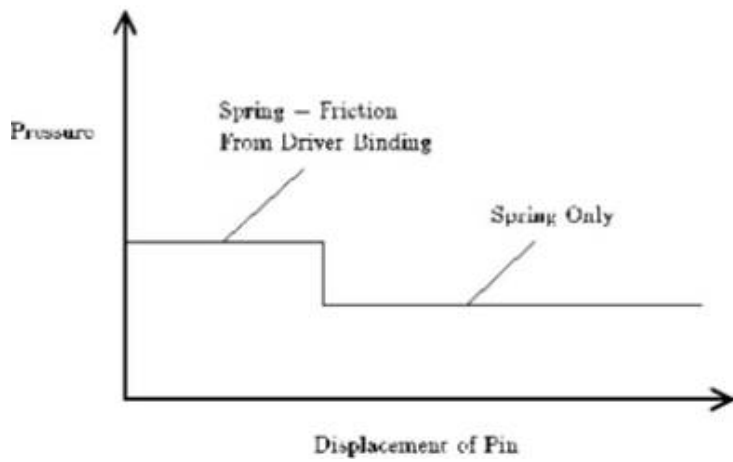 Spring – Friction
From Driver Binding
Pressure
Spring Only
Displacement of Pin